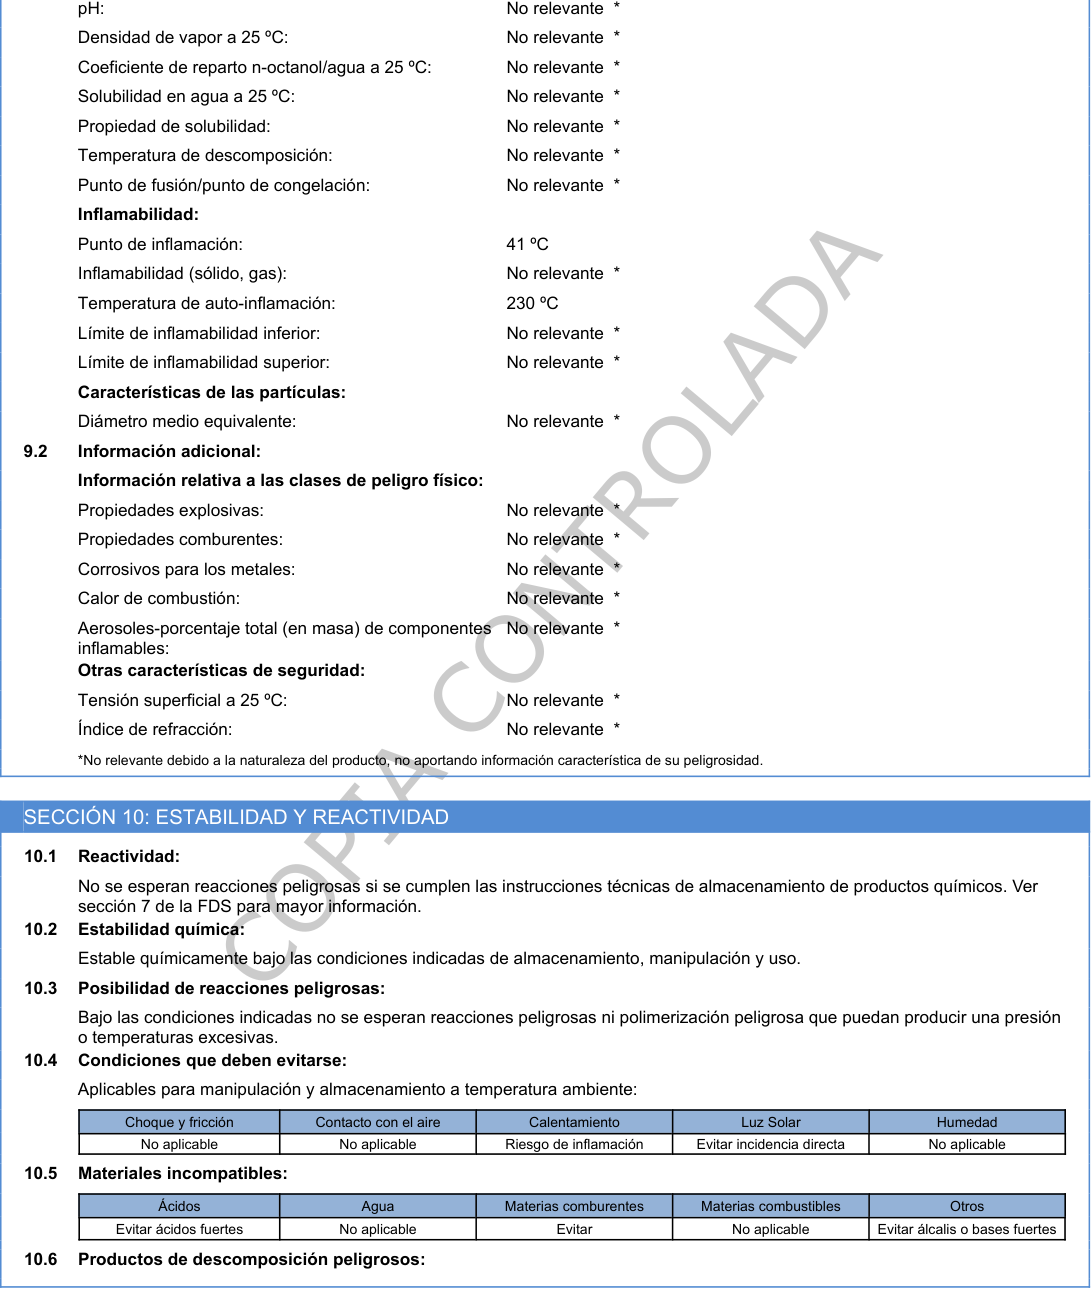 pH: No relevante *
Densidad de vapor a 25 ºC: No relevante *
Coeficiente de reparto n-octanol/agua a 25 ºC: No relevante *
Solubilidad en agua a 25 ºC: No relevante *
Propiedad de solubilidad: No relevante *
Temperatura de descomposición: No relevante *
Punto de fusión/punto de congelación: No relevante *
Inflamabilidad:
Punto de inflamación: 41 ºC
Inflamabilidad (sólido, gas): No relevante *
Temperatura de auto-inflamación: 230 ºC
Límite de inflamabilidad inferior: No relevante *
Límite de inflamabilidad superior: No relevante *
Características de las partículas:
Diámetro medio equivalente: No relevante *
9.2 Información adicional:
Información relativa a las clases de peligro físico:
Propiedades explosivas: No relevante *
Propiedades comburentes: No relevante *
Corrosivos para los metales: No relevante *
Calor de combustión: No relevante *
Aerosoles-porcentaje total (en masa) de componentes No relevante *
inflamables:
Otras características de seguridad:
Tensión superficial a 25 ºC: No relevante *
Índice de refracción: No relevante *
*No relevante debido a la naturaleza del producto, no aportando información característica de su peligrosidad.
COPIA CONTROLADA
SECCIÓN 10: ESTABILIDAD Y REACTIVIDAD
10.1 Reactividad:
No se esperan reacciones peligrosas si se cumplen las instrucciones técnicas de almacenamiento de productos químicos. Ver
sección 7 de la FDS para mayor información.
10.2 Estabilidad química:
Estable químicamente bajo las condiciones indicadas de almacenamiento, manipulación y uso.
10.3 Posibilidad de reacciones peligrosas:
Bajo las condiciones indicadas no se esperan reacciones peligrosas ni polimerización peligrosa que puedan producir una presión
o temperaturas excesivas.
10.4 Condiciones que deben evitarse:
Aplicables para manipulación y almacenamiento a temperatura ambiente:
Choque y fricción Contacto con el aire Calentamiento Luz Solar Humedad
No aplicable No aplicable Riesgo de inflamación Evitar incidencia directa No aplicable
10.5 Materiales incompatibles:
Ácidos Agua Materias comburentes Materias combustibles Otros
Evitar ácidos fuertes No aplicable Evitar No aplicable Evitar álcalis o bases fuertes
10.6 Productos de descomposición peligrosos: